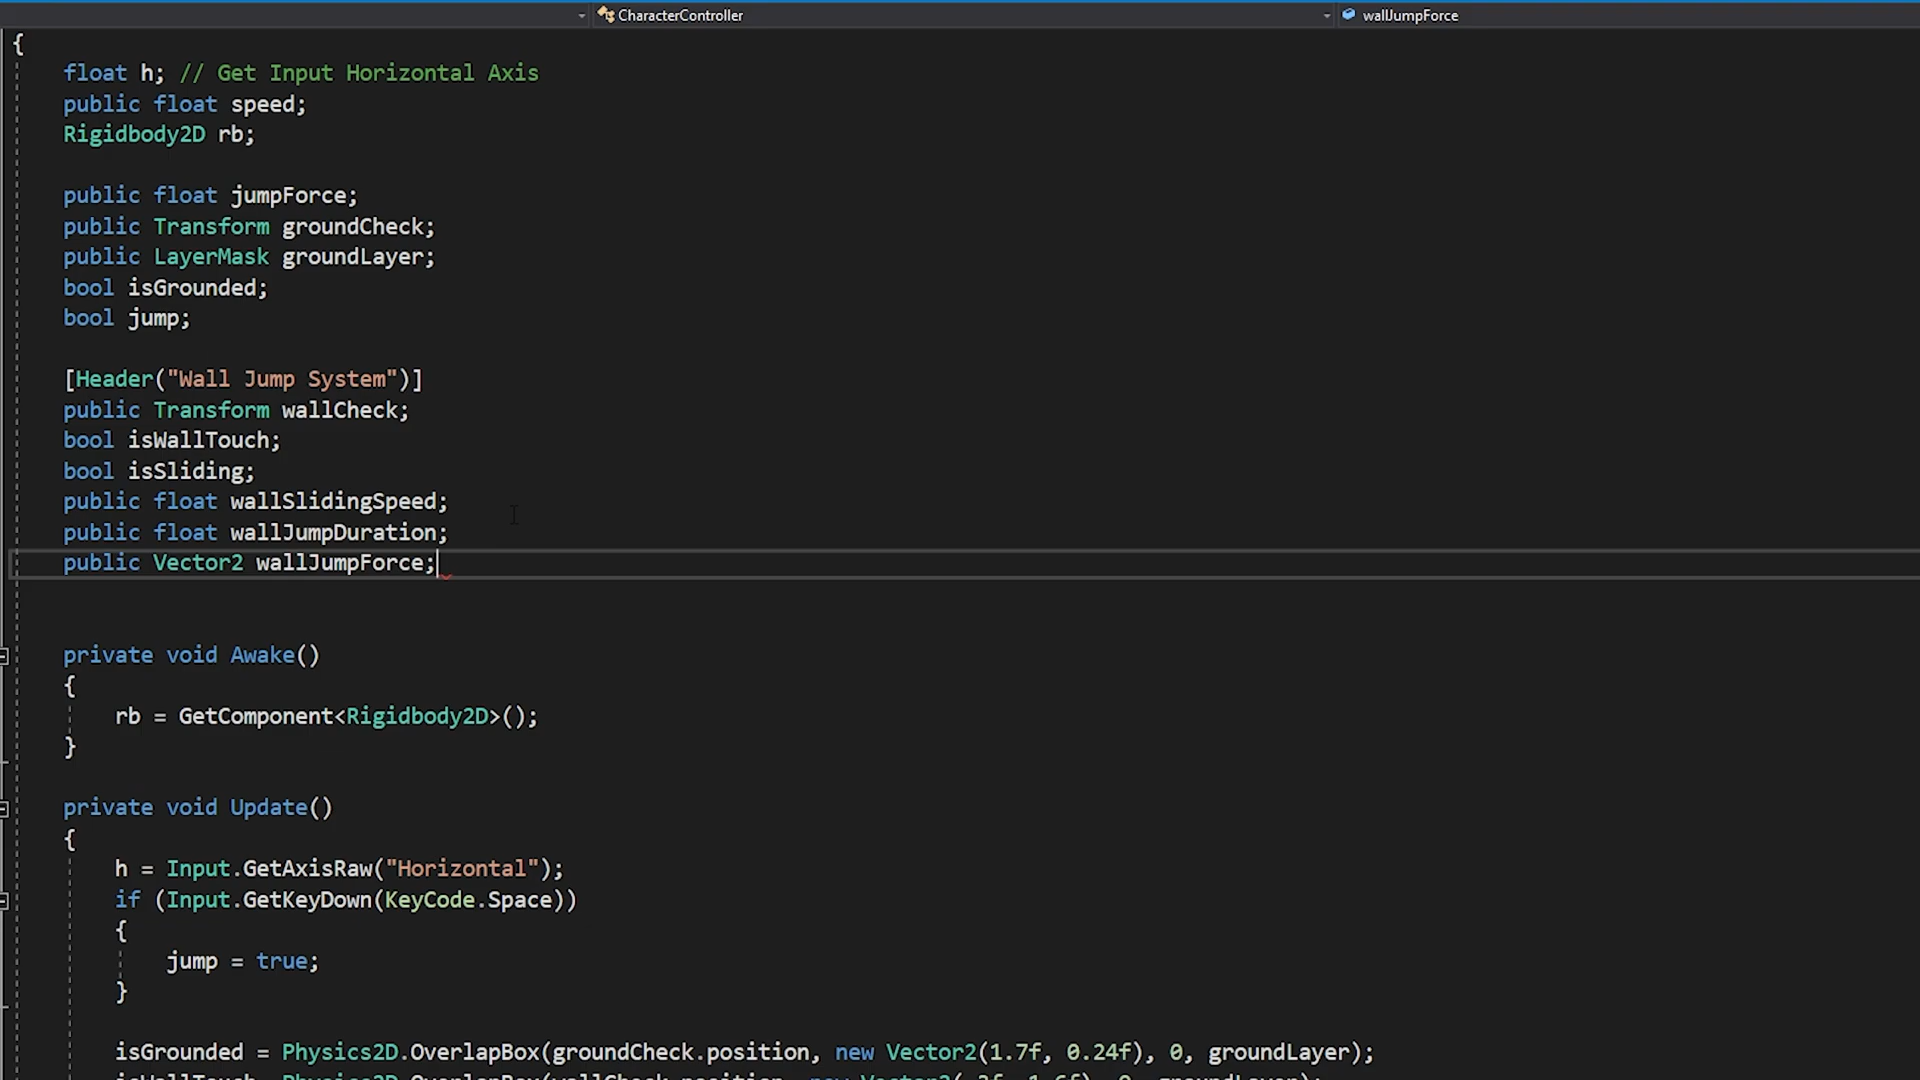 CharacterController wallJumpForce
{
float h; // Get Input Horizontal Axis
public float speed;
Rigidbody2D rb;
public float jumpForce;
public Transform groundCheck;
public LayerMask groundLayer;
bool isGrounded;
bool jump;
[Header("Wall Jump System")]
public Transform wallCheck;
bool isWallTouch;
bool isSliding;
public float wallSlidingSpeed;
public float wallJumpDuration;
public Vector2 wallJumpForce;
private void Awake()
{
rb = GetComponent<Rigidbody2D>();
}
private void Update()
{
h = Input.GetAxisRaw("Horizontal");
if (Input.GetKeyDown(KeyCode.Space))
{
jump = true;
}
isGrounded = Physics2D.OverlapBox(groundCheck.position, new Vector2(1.7f, 0.24f), 0, groundLayer);